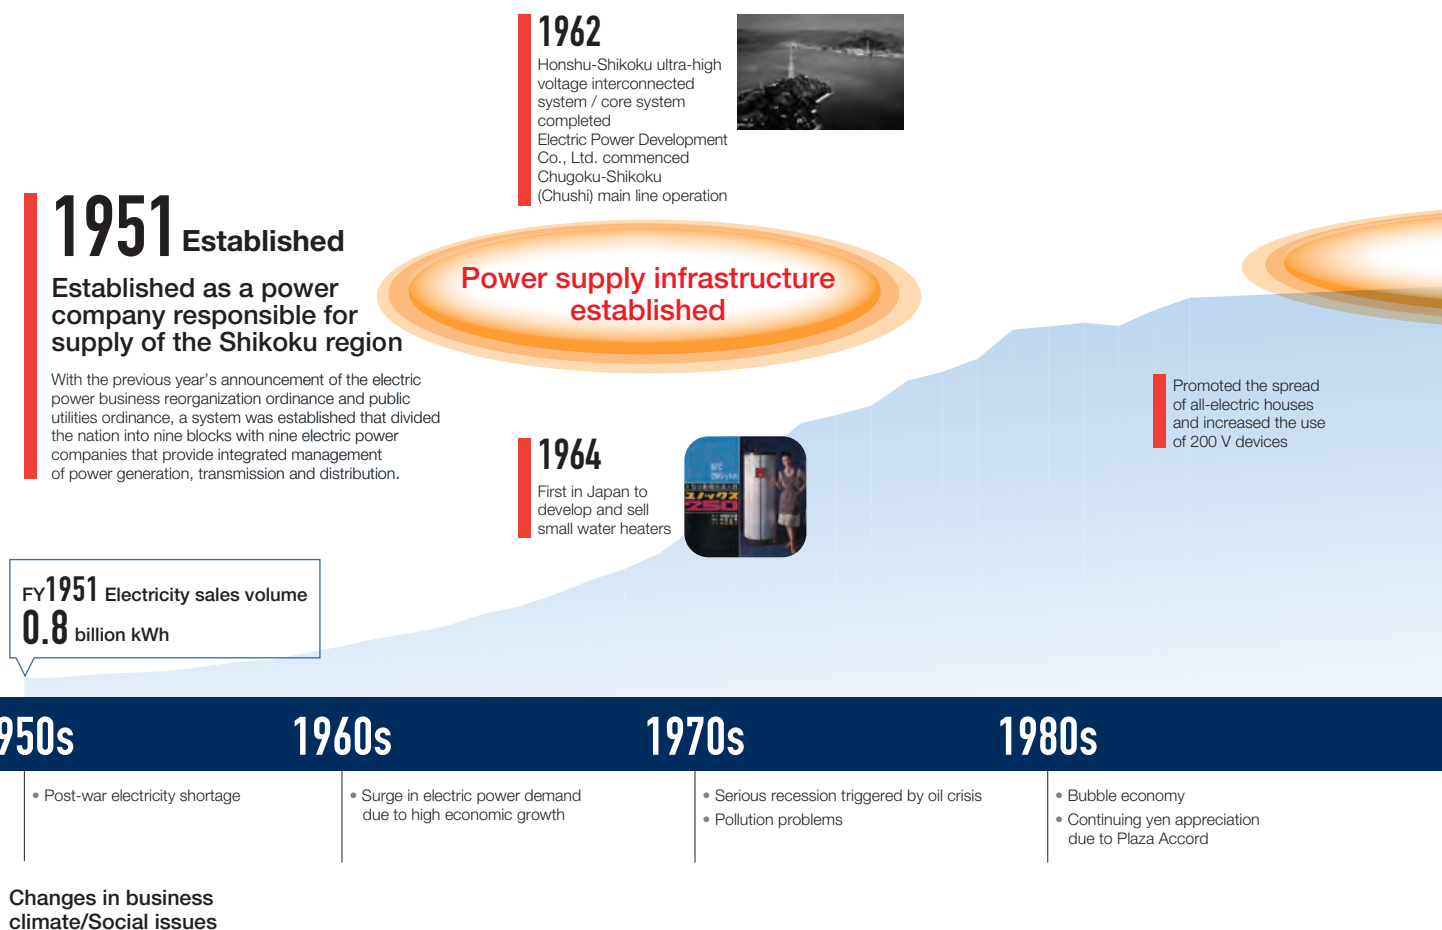 1962
Honshu-Shikoku ultra-high
voltage interconnected
system / core system
completed
Electric Power Development
Co., Ltd. commenced
Chugoku-Shikoku
(Chushi) main line operation
1951 Established
Established as a power
company responsible for
supply of the Shikoku region
With the previous year's announcement of the electric
power business reorganization ordinance and public
utilities ordinance, a system was established that divided
the nation into nine blocks with nine electric power
companies that provide integrated management
of power generation, transmission and distribution.
Power supply infrastructure
established
1964
First in Japan to
develop and sell
small water heaters
スノックス
250
Promoted the spread
of all-electric houses
and increased the use
of 200 V devices
FY1951 Electricity sales volume
0.8 billion kWh
950s
1960s
1970s
1980s
• Post-war electricity shortage
• Surge in electric power demand
due to high economic growth
• Serious recession triggered by oil crisis
• Pollution problems
• Bubble economy
• Continuing yen appreciation
due to Plaza Accord
Changes in business
climate/Social issues